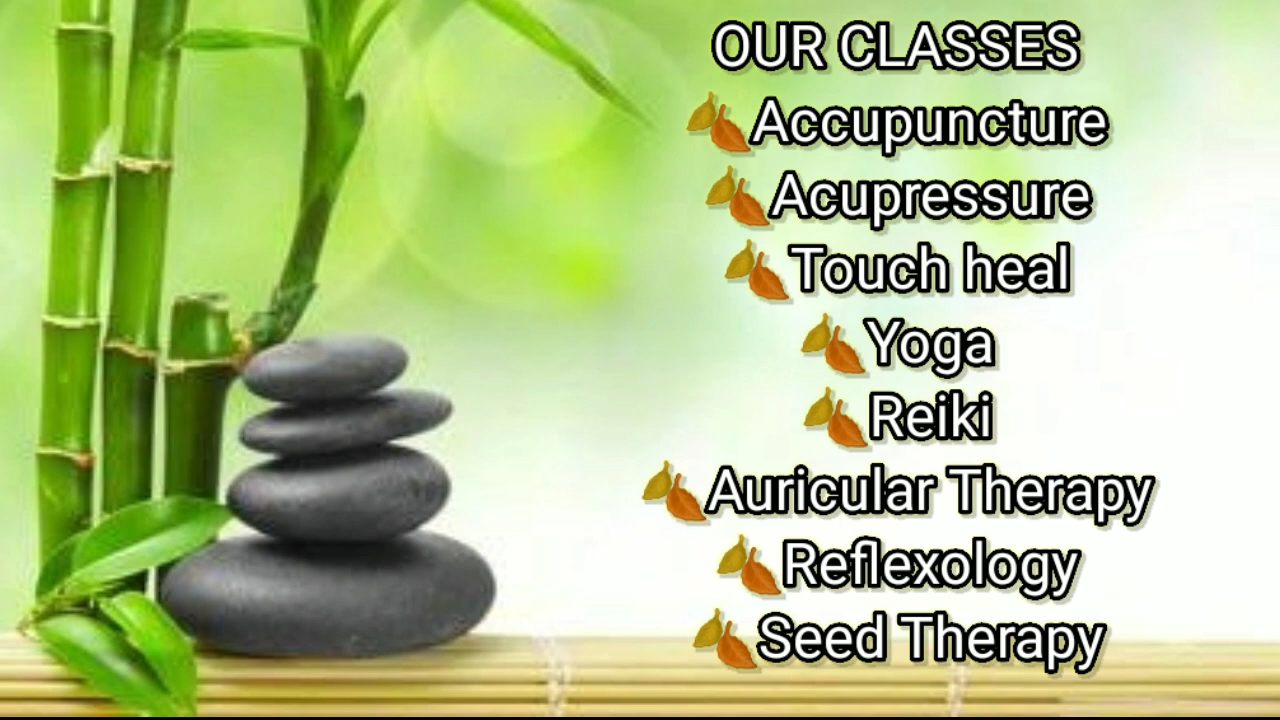 OUR CLASSES
🍂Accupuncture
🍂Acupressure
🍂Touch heal
🍂Yoga
🍂Reiki
🍂Auricular Therapy
🍂Reflexology
🍂Seed Therapy